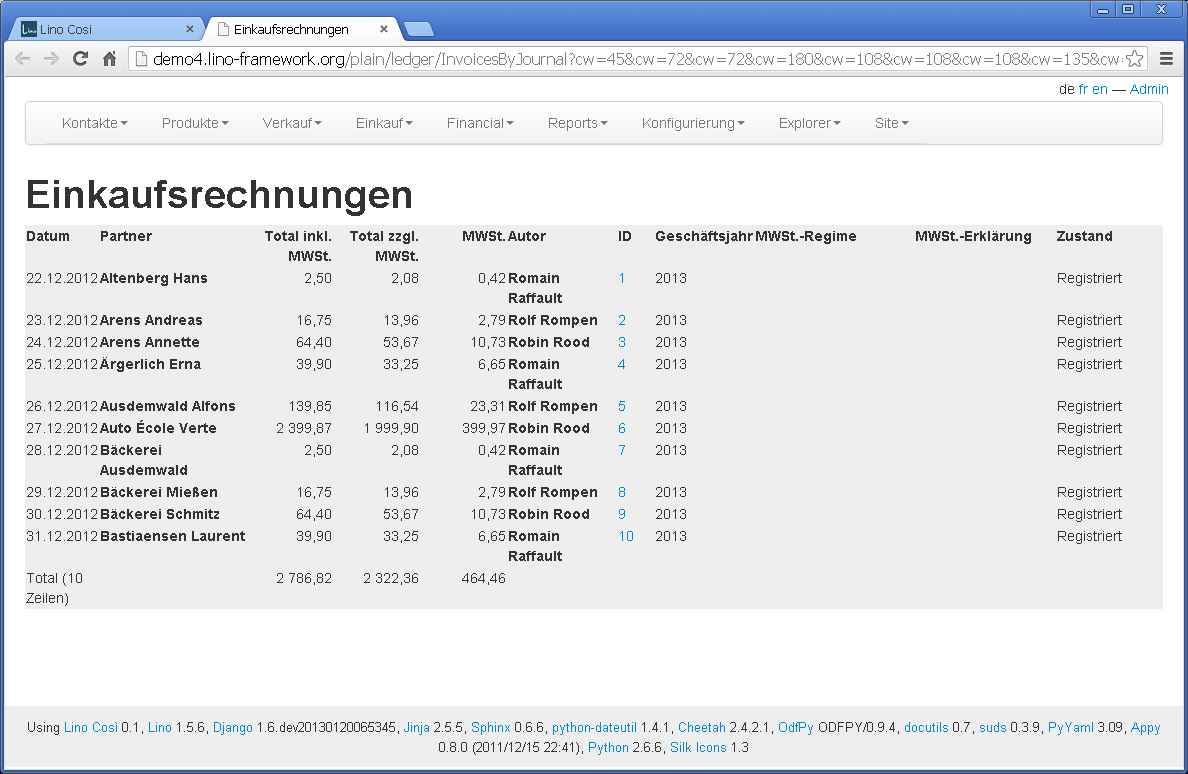 Lino Così
Einkaufsrechnungen
demo4.lino-framework.org/plain/ledger/InvoicesByJournal?cw=45&cw=72&cw=72&cw=180&cw=108&cw=108&cw=108&cw=135&cw=
de fr en — Admin
Kontakte Produkte Verkauf Einkauf Financial Reports Konfigurierung Explorer Site
Einkaufsrechnungen
Datum Partner Total inkl. Total zzgl. MWSt. Autor ID Geschäftsjahr MWSt.-Regime MWSt.-Erklärung Zustand
MWSt. MWSt.
22.12.2012 Altenberg Hans 2,50 2,08 0,42 Romain 1 2013 Registriert
Raffault
23.12.2012 Arens Andreas 16,75 13,96 2,79 Rolf Rompen 2 2013 Registriert
24.12.2012 Arens Annette 64,40 53,67 10,73 Robin Rood 3 2013 Registriert
25.12.2012 Ärgerlich Erna 39,90 33,25 6,65 Romain 4 2013 Registriert
Raffault
26.12.2012 Ausdemwald Alfons 139,85 116,54 23,31 Rolf Rompen 5 2013 Registriert
27.12.2012 Auto École Verte 2 399,87 1 999,90 399,97 Robin Rood 6 2013 Registriert
28.12.2012 Bäckerei 2,50 2,08 0,42 Romain 7 2013 Registriert
Ausdemwald Raffault
29.12.2012 Bäckerei Mießen 16,75 13,96 2,79 Rolf Rompen 8 2013 Registriert
30.12.2012 Bäckerei Schmitz 64,40 53,67 10,73 Robin Rood 9 2013 Registriert
31.12.2012 Bastiaensen Laurent 39,90 33,25 6,65 Romain 10 2013 Registriert
Raffault
Total (10 2 786,82 2 322,36 464,46
Zeilen)
Using Lino Così 0.1, Lino 1.5.6, Django 1.6.dev20130120065345, Jinja 2.5.5, Sphinx 0.6.6, python-dateutil 1.4.1, Cheetah 2.4.2.1, OdfPy ODFPY/0.9.4, docutils 0.7, suds 0.3.9, PyYaml 3.09, Appy
0.8.0 (2011/12/15 22:41), Python 2.6.6, Silk Icons 1.3